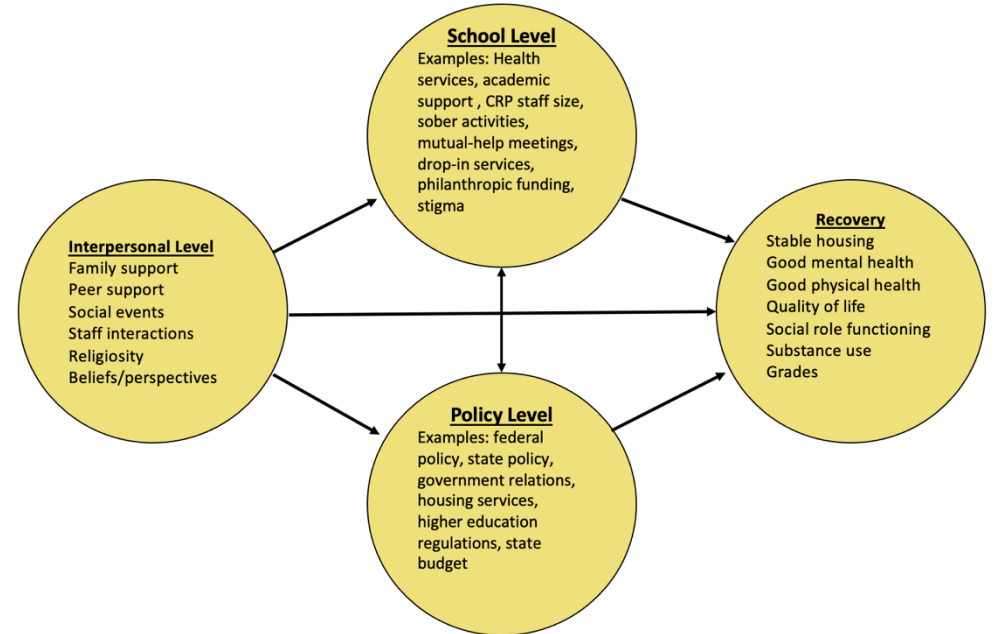 School Level
Examples: Health
services, academic
support , CRP staff size,
sober activities,
mutual-help meetings,
drop-in services,
philanthropic funding,
stigma
Interpersonal Level
Family support
Peer support
Social events
Staff interactions
Religiosity
Beliefs/perspectives
Recovery
Stable housing
Good mental health
Good physical health
Quality of life
Social role functioning
Substance use
Grades
Policy Level
Examples: federal
policy, state policy,
government relations,
housing services,
higher education
regulations, state
budget